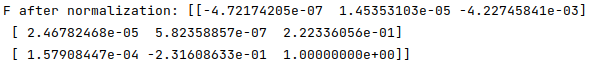 F after normalization: [[-4.72174205e-07  1.45353103e-05 -4.22745841e-03]
 [ 2.46782468e-05  5.82358857e-07  2.22336056e-01]
 [ 1.57908447e-04 -2.31608633e-01  1.00000000e+00]]